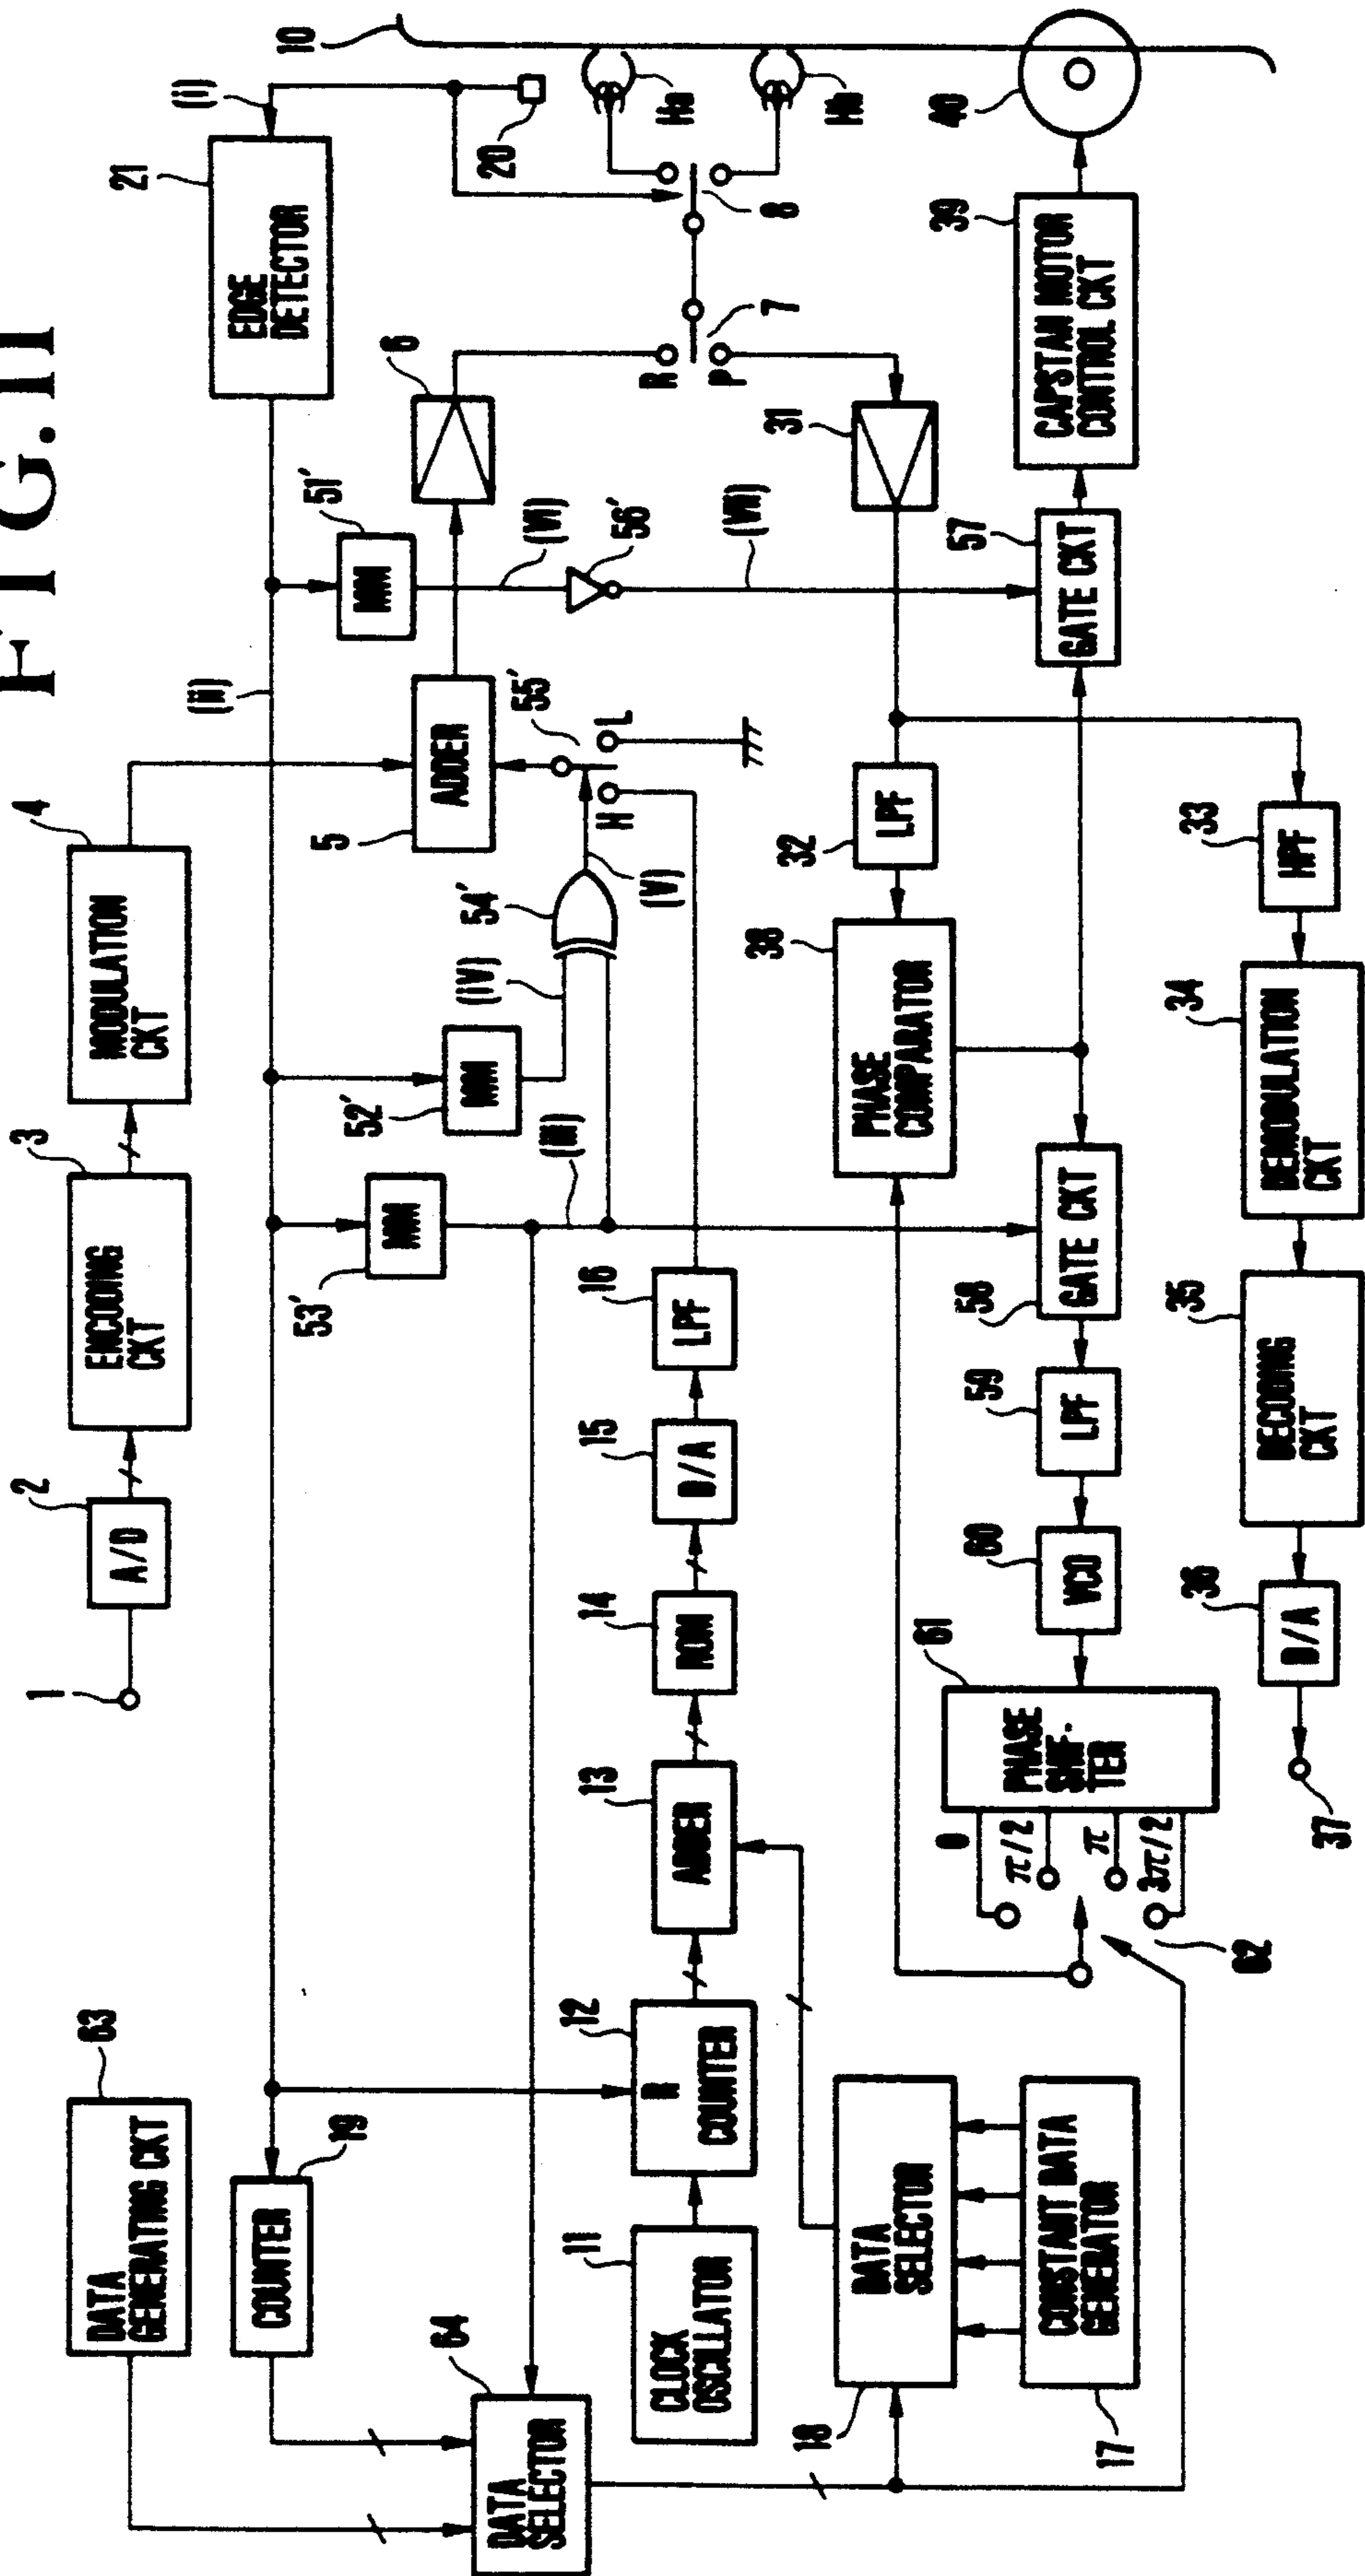 FIG.11
1
2
A/D
3
ENCODING
CKT
4
MODULATION
CKT
63
DATA
GENERATING CKT
19
COUNTER
(ii)
21
EDGE
DETECTOR
(i)
10
20
64
DATA
SELECTOR
53'
MM
52'
MM
51'
MM
(iii)
(iV)
54'
(V)
55'
H
L
5
ADDER
6
(Vi)
56'
(Vii)
R
P
7
8
Ha
Hb
11
CLOCK
OSCILLATOR
12
R
COUNTER
13
ADDER
14
ROM
15
D/A
16
LPF
18
DATA
SELECTOR
17
CONSTANT DATA
GENERATOR
38
PHASE
COMPARATOR
32
LPF
31
62
0
π/2
π
3π/2
61
PHASE
SHIF-
TER
60
VCO
59
LPF
58
GATE CKT
57
GATE CKT
39
CAPSTAN MOTOR
CONTROL CKT
40
37
36
D/A
35
DECODING
CKT
34
DEMODULATION
CKT
33
HPF